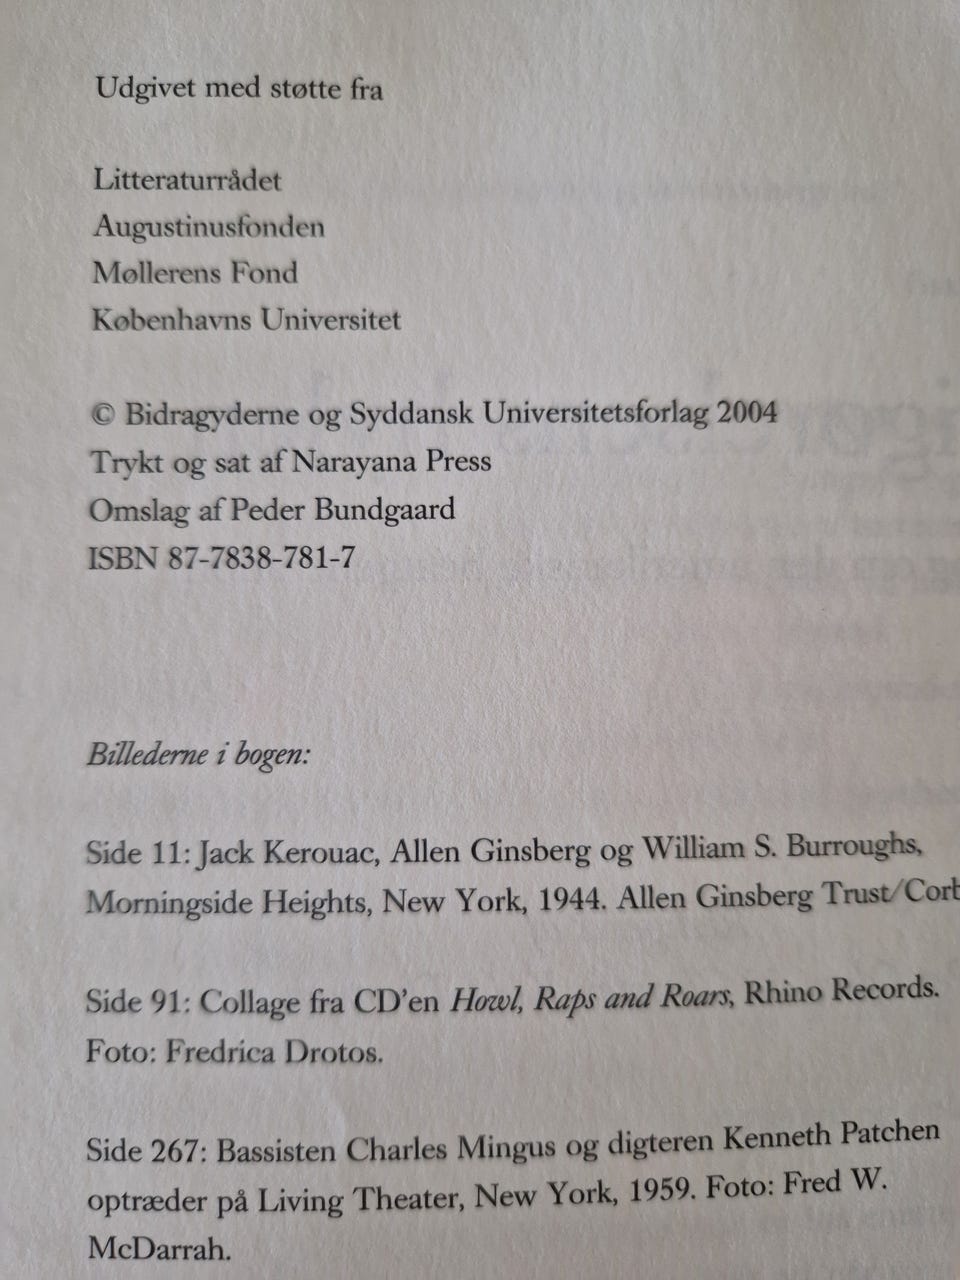 Udgivet med støtte fra
Litteraturrådet
Augustinusfonden
Møllerens Fond
Københavns Universitet
© Bidragyderne og Syddansk Universitetsforlag 2004
Trykt og sat af Narayana Press
Omslag af Peder Bundgaard
ISBN 87-7838-781-7
Billederne i bogen:
Side 11: Jack Kerouac, Allen Ginsberg og William S. Burroughs,
Morningside Heights, New York, 1944. Allen Ginsberg Trust/Corb
Side 91: Collage fra CD'en Howl, Raps and Roars, Rhino Records.
Foto: Fredrica Drotos.
Side 267: Bassisten Charles Mingus og digteren Kenneth Patchen
optræder på Living Theater, New York, 1959. Foto: Fred W.
McDarrah.